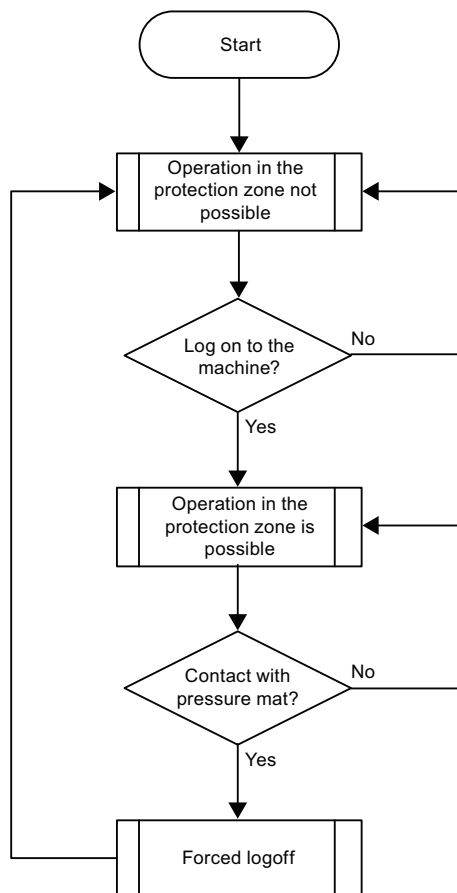 Start
Operation in the
protection zone not
possible
Log on to the
machine?
No
Yes
Operation in the
protection zone is
possible
Contact with
pressure mat?
No
Yes
Forced logoff